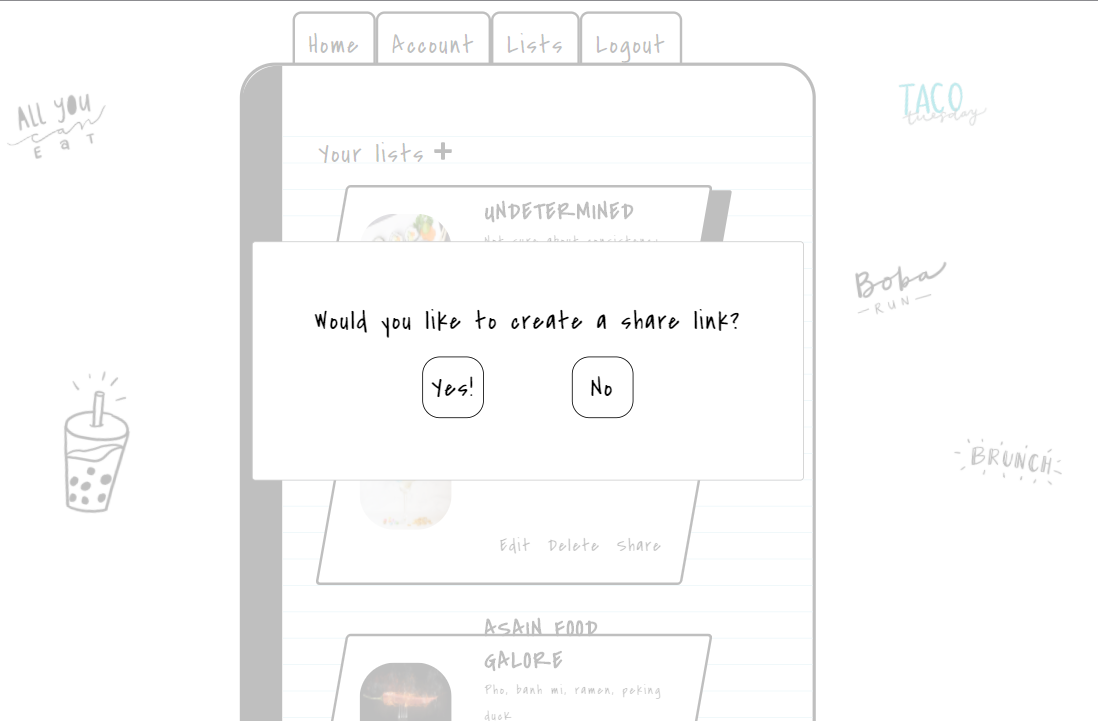 Home Account Lists Logout
ALL YOU
can
EaT
TACO
tuesday
Your lists +
UNDETERMINED
Not sure about consistency
Boba
—RUN—
Would you like to create a share link?
Yes! No
BRUNCH
Edit Delete Share
ASAIN FOOD
GALORE
Pho, banh mi, ramen, peking
duck